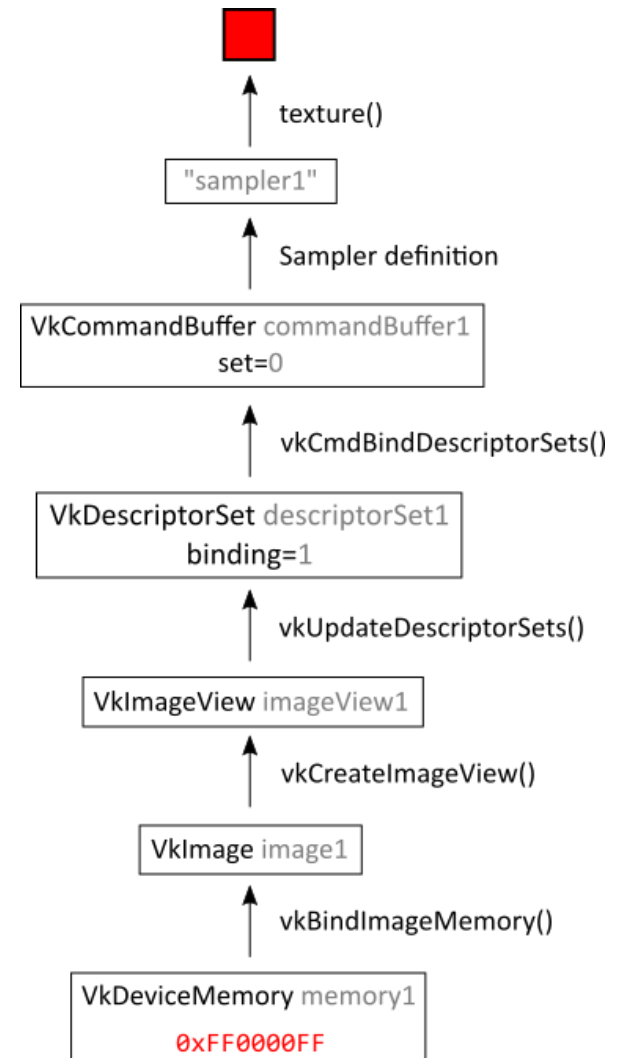 texture()
"sampler1"
Sampler definition
VkCommandBuffer commandBuffer1
set=0
vkCmdBindDescriptorSets()
VkDescriptorSet descriptorSet1
binding=1
vkUpdateDescriptorSets()
VkImageView imageView1
vkCreateImageView()
VkImage image1
vkBindImageMemory()
VkDeviceMemory memory1
0xFF0000FF